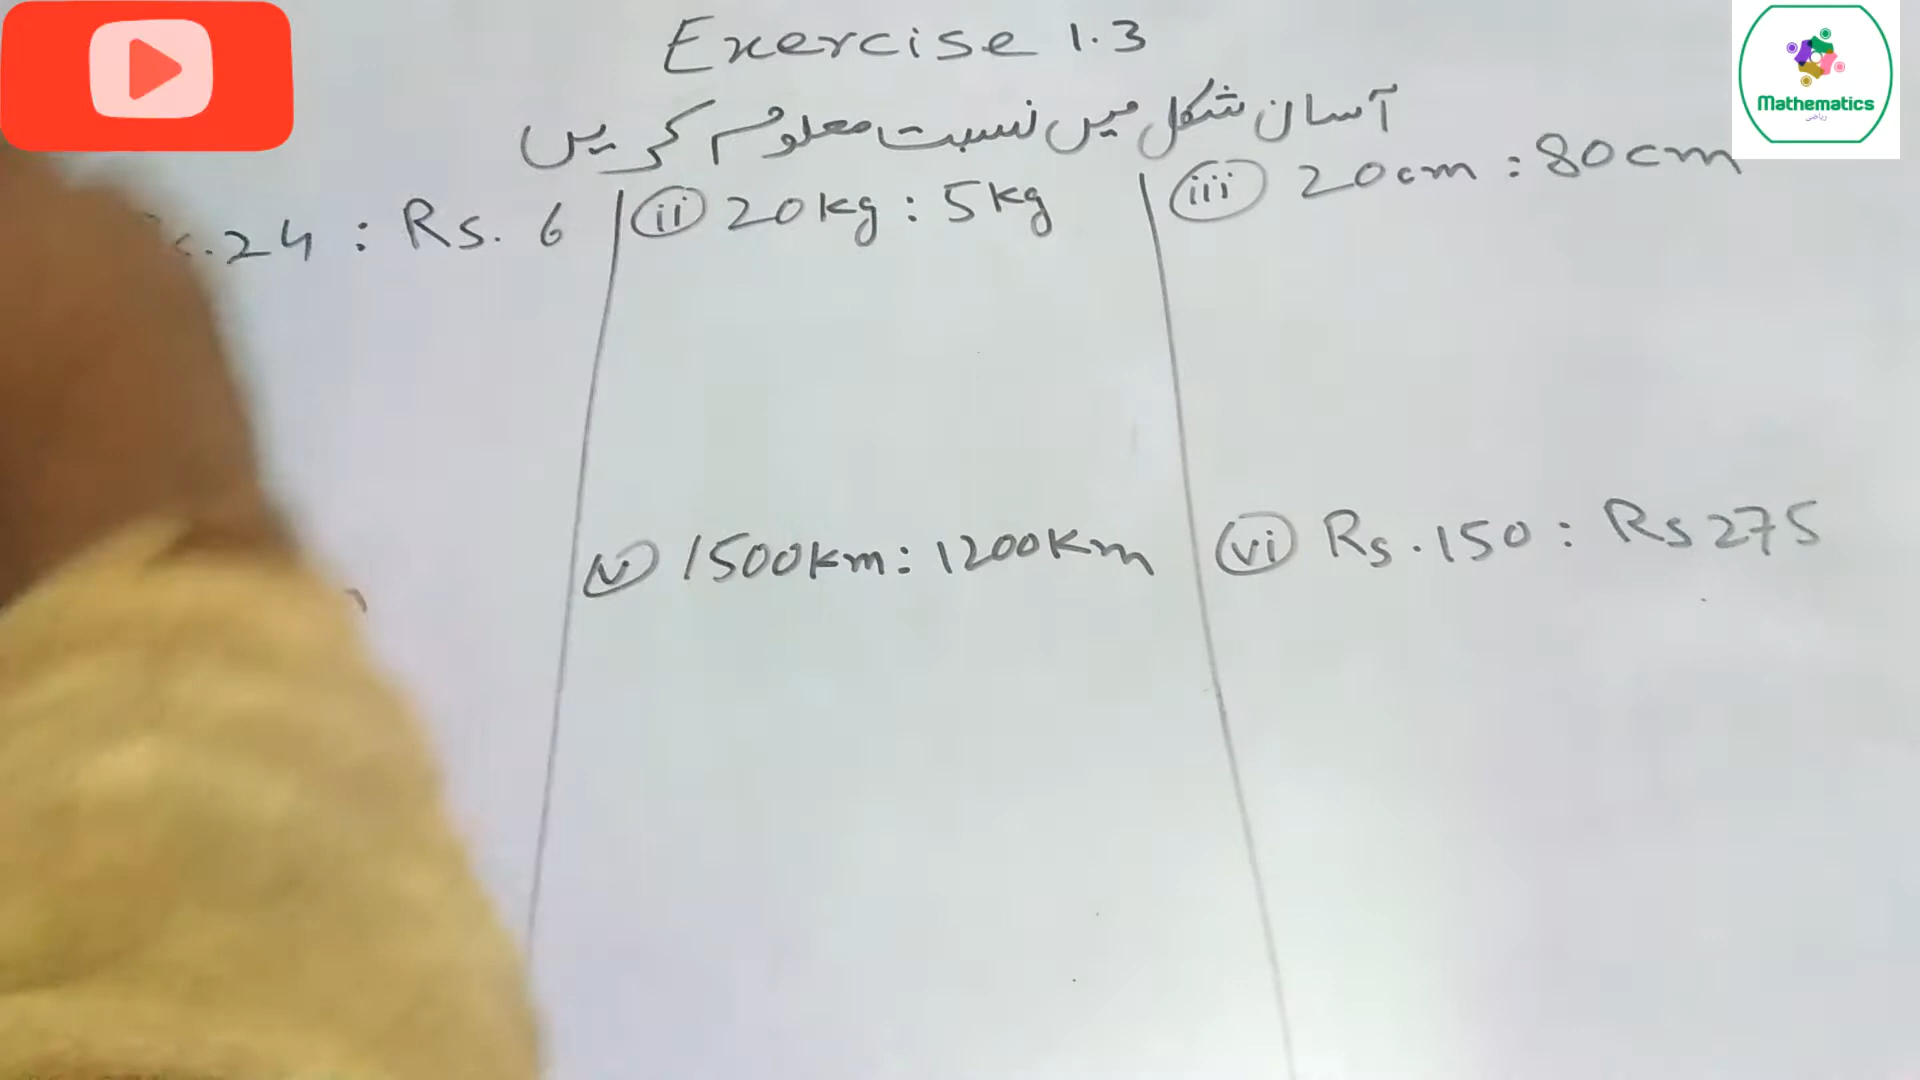 Exercise 1.3
آسان شکل میں نسبت معلوم کریں
.24 : Rs. 6
ii 20kg : 5kg
iii 20cm : 80cm
v 1500km : 1200km
vi Rs. 150 : Rs 275
Mathematics
ریاضی